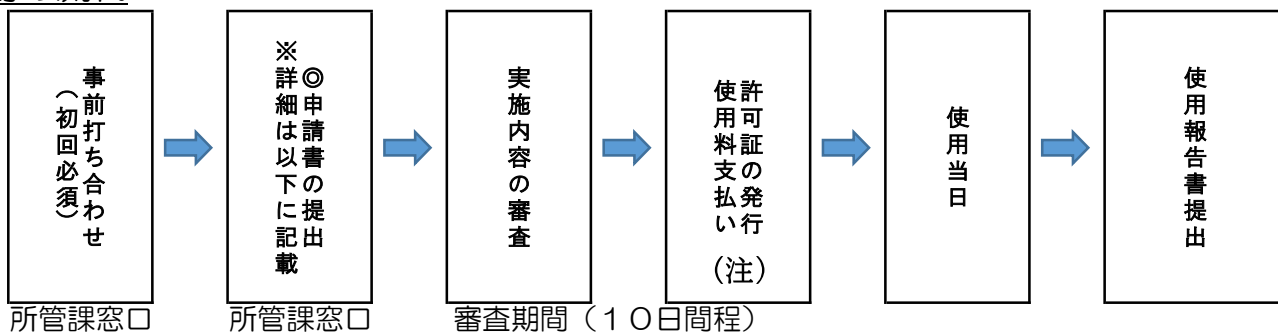 事前打ち合わせ
（初回必須）
◎申請書の提出
※詳細は以下に記載
実施内容の審査
許可証の発行
使用料支払い
（注）
使用当日
使用報告書提出
所管課窓口
所管課窓口
審査期間（１０日間程）